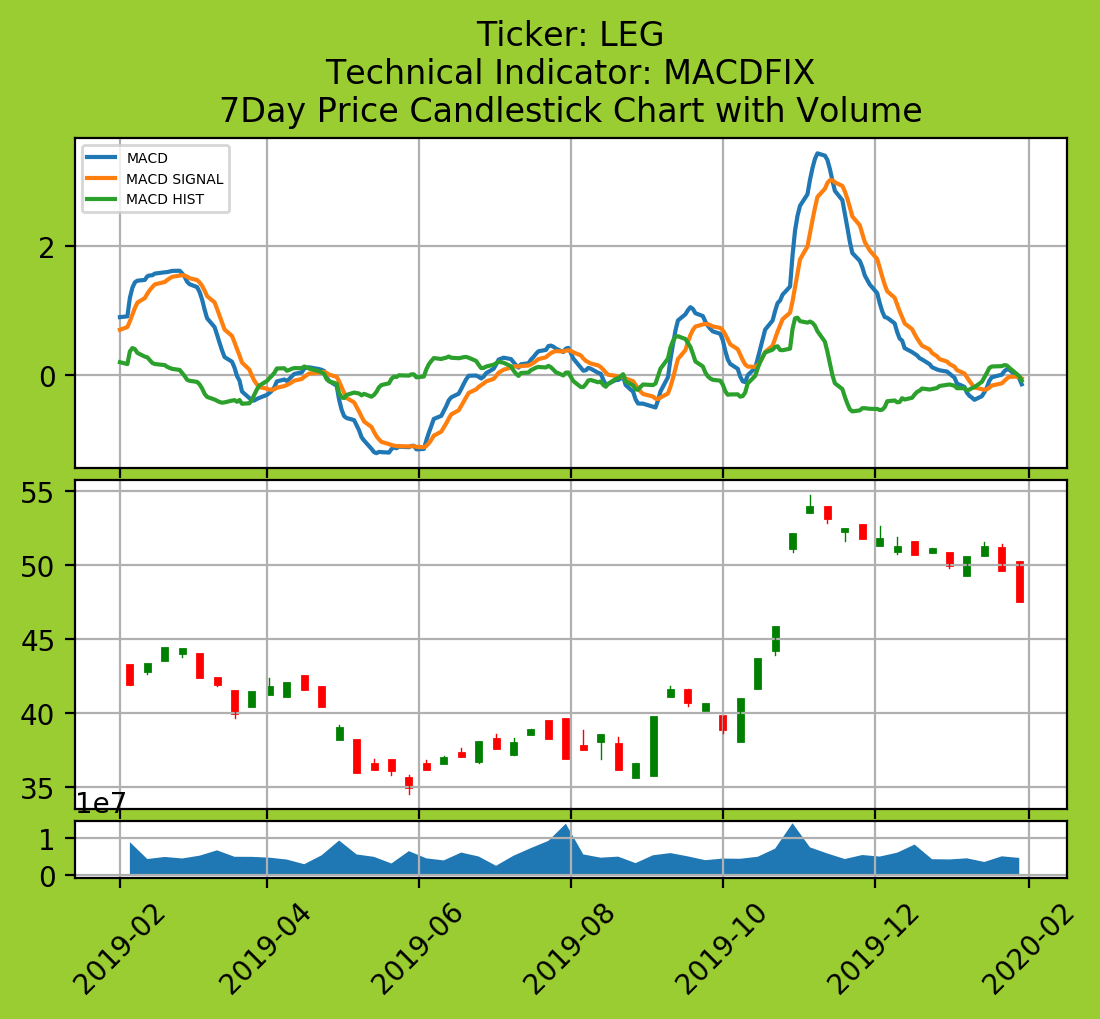 Ticker: LEG
Technical Indicator: MACDFIX
7Day Price Candlestick Chart with Volume
MACD
MACD SIGNAL
MACD HIST
2
0
55
50
45
40
35
1e7
1
0
2019-02
2019-04
2019-06
2019-08
2019-10
2019-12
2020-02